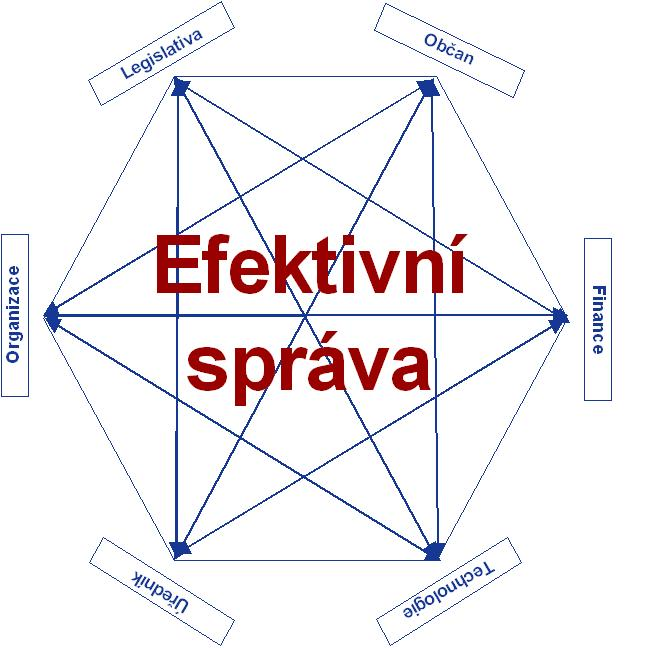 Legislativa
Občan
Organizace
Efektivní
správa
Finance
Úředník
Technologie